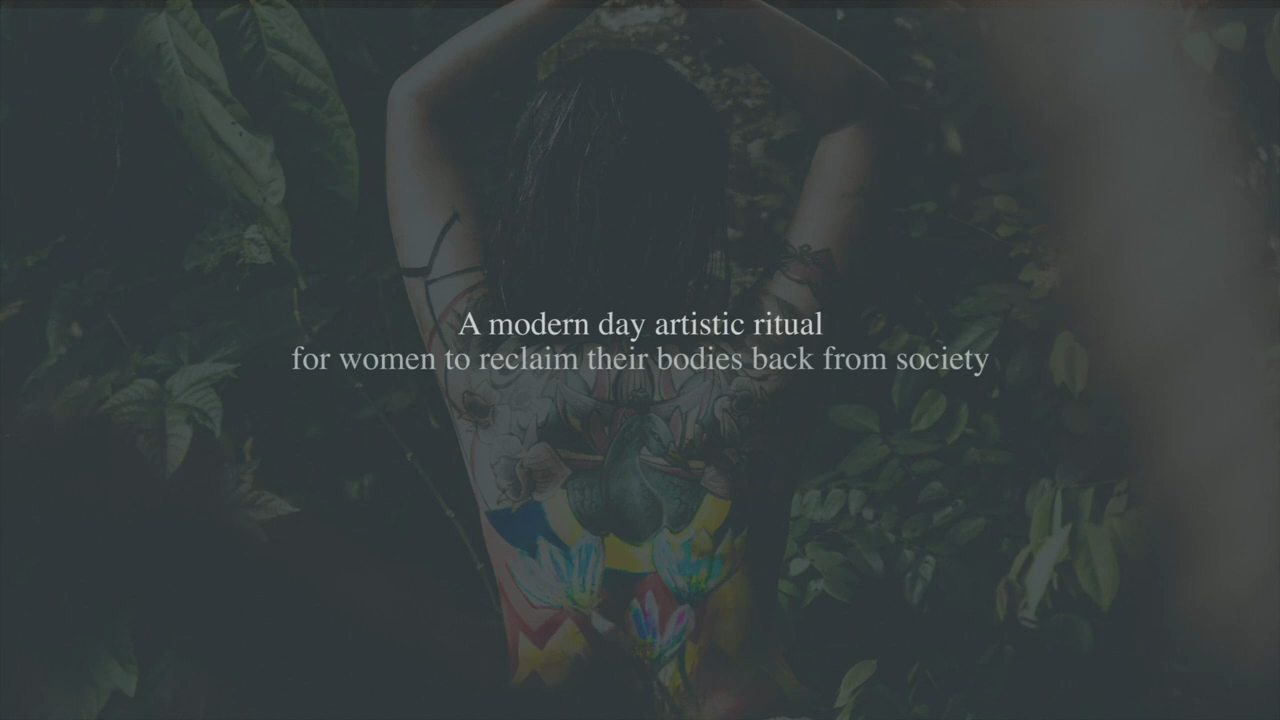 A modern day artistic ritual
for women to reclaim their bodies back from society